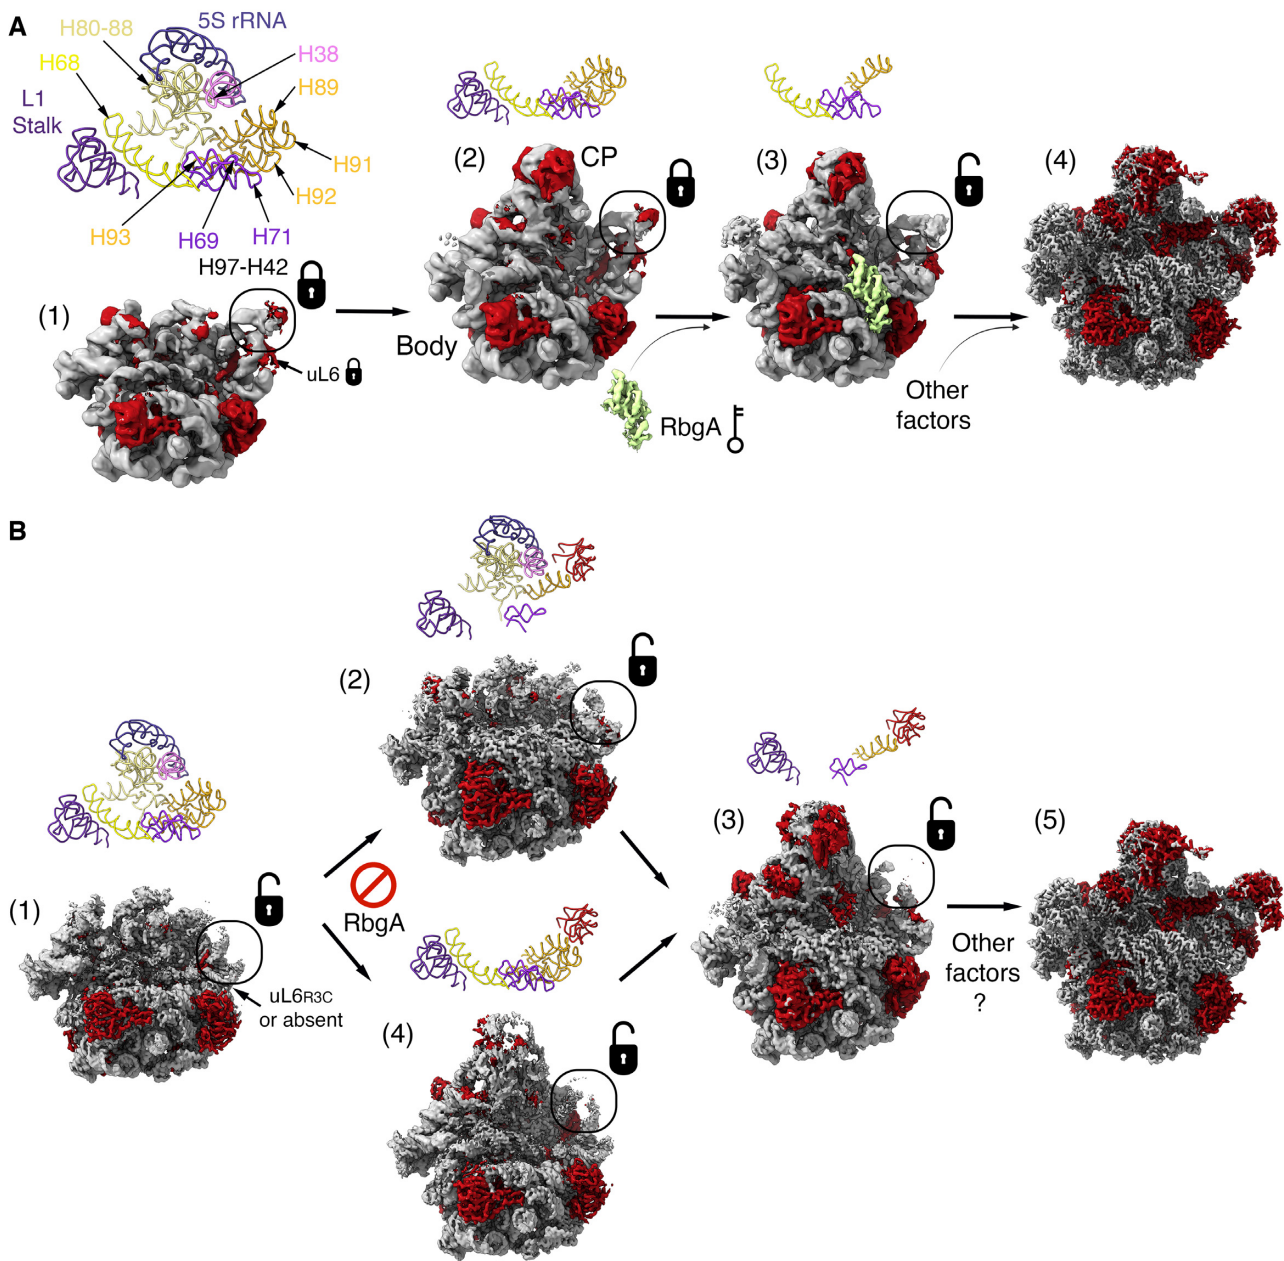 A
H80-88
5S rRNA
H38
H68
L1
Stalk
H89
H91
H92
H93
H69
H71
H97-H42
(1)
uL6
(2)
CP
Body
RbgA
(3)
Other
factors
(4)
B
(1)
uL6R3C
or absent
RbgA
(2)
(4)
(3)
Other
factors
?
(5)